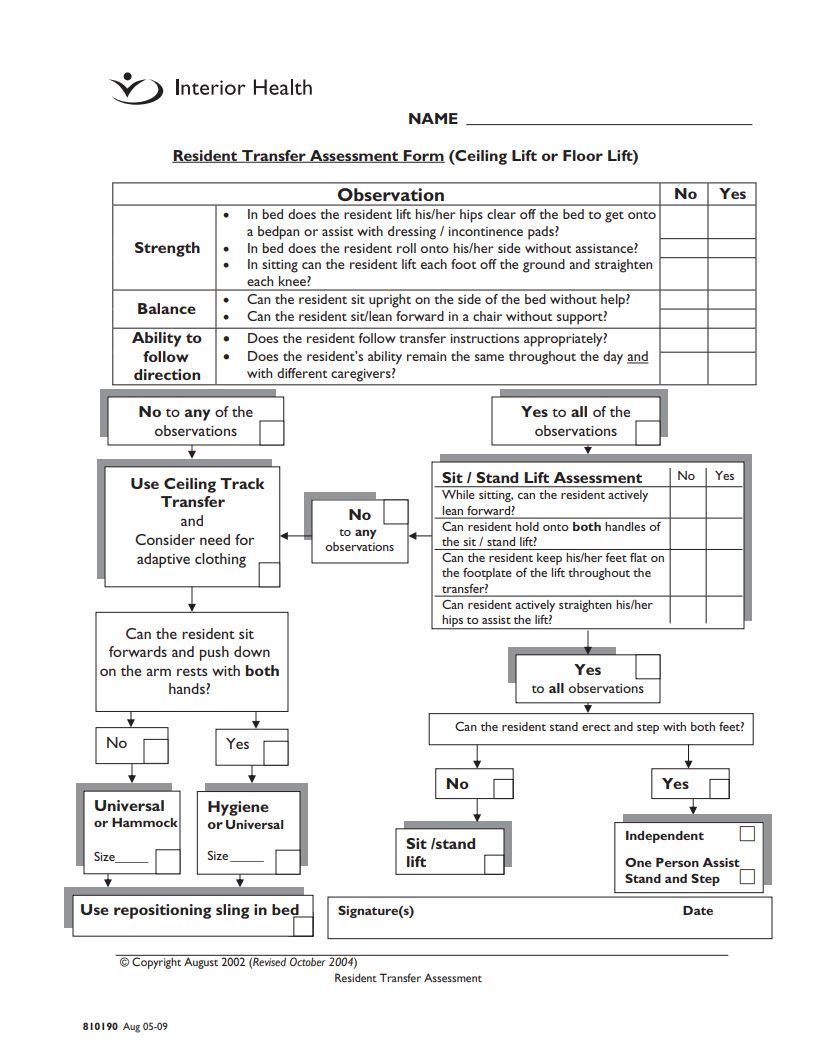 Interior Health
NAME
Resident Transfer Assessment Form (Ceiling Lift or Floor Lift)
Observation No Yes
Strength
• In bed does the resident lift his/her hips clear off the bed to get onto
a bedpan or assist with dressing / incontinence pads?
• In bed does the resident roll onto his/her side without assistance?
• In sitting can the resident lift each foot off the ground and straighten
each knee?
Balance
• Can the resident sit upright on the side of the bed without help?
• Can the resident sit/lean forward in a chair without support?
Ability to
follow
direction
• Does the resident follow transfer instructions appropriately?
• Does the resident's ability remain the same throughout the day and
with different caregivers?
No to any of the
observations
Yes to all of the
observations
Use Ceiling Track
Transfer
and
Consider need for
adaptive clothing
No
to any
observations
Sit / Stand Lift Assessment No Yes
While sitting, can the resident actively
lean forward?
Can resident hold onto both handles of
the sit / stand lift?
Can the resident keep his/her feet flat on
the footplate of the lift throughout the
transfer?
Can resident actively straighten his/her
hips to assist the lift?
Can the resident sit
forwards and push down
on the arm rests with both
hands?
Yes
to all observations
Can the resident stand erect and step with both feet?
No
Yes
No
Yes
Universal
or Hammock
Size_____
Hygiene
or Universal
Size______
Sit /stand
lift
Independent
One Person Assist
Stand and Step
Use repositioning sling in bed
Signature(s) Date
© Copyright August 2002 (Revised October 2004)
Resident Transfer Assessment
810190 Aug 05-09